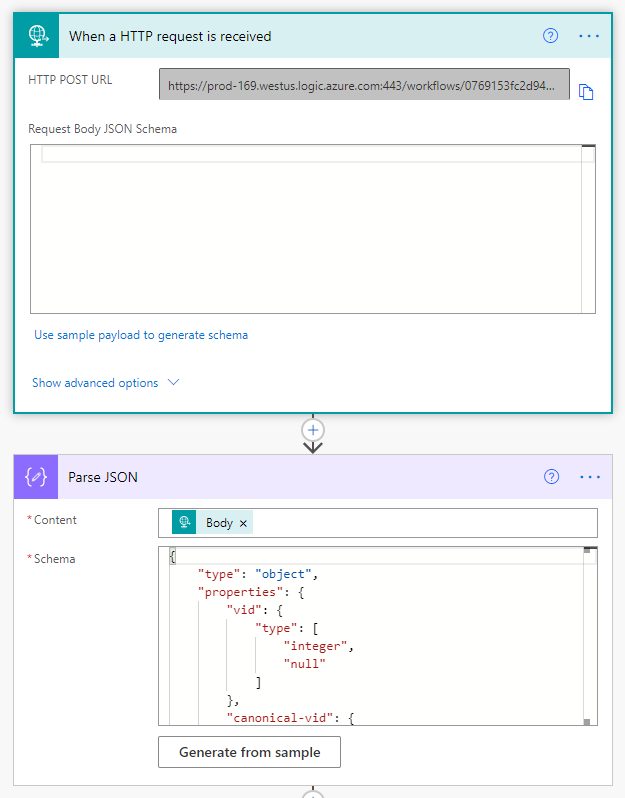 When a HTTP request is received
HTTP POST URL
https://prod-169.westus.logic.azure.com:443/workflows/0769153fc2d94...
Request Body JSON Schema
Use sample payload to generate schema
Show advanced options
Parse JSON
*Content
Body ×
*Schema
{
"type": "object",
"properties": {
"vid": {
"type": [
"integer",
"null"
]
},
"canonical-vid": {
Generate from sample